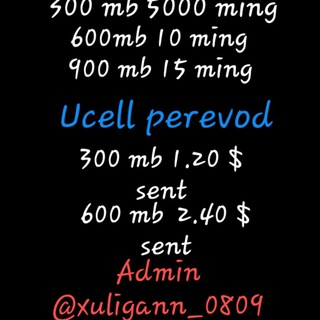 300 mb 5000 ming
600mb 10 ming
900 mb 15 ming
Ucell perevod
300 mb 1.20 $
sent
600 mb 2.40 $
sent
Admin
@xuligann_0809